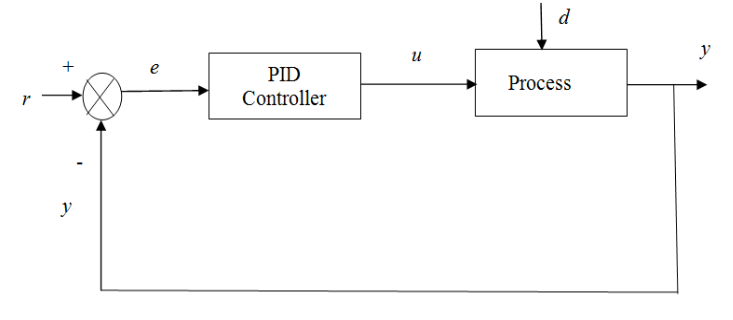 d
+
e
u
y
PID
Controller
Process
r
-
y